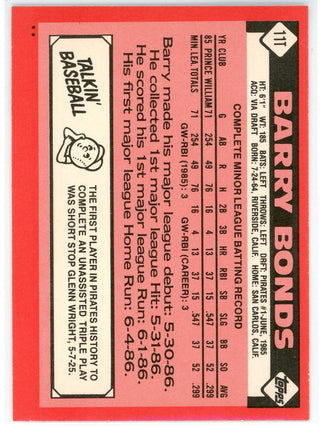 11T
BARRY BONDS
topps
HT: 6'1" WT: 185 BATS: LEFT THROWS: LEFT DRFT: PIRATES #1-JUNE, 1985
ACQ: VIA DRAFT BORN: 7-24-64, RIVERSIDE, CALIF. HOME: SAN CARLOS, CALIF.
COMPLETE MINOR LEAGUE BATTING RECORD
YR CLUB G AB R H 2B 3B HR RBI SB SLG BB SO AVG
85 PRINCE WILLIAM 71 254 49 76 16 4 13 37 15 .547 37 52 .299
MIN. LEA. TOTALS 71 254 49 76 16 4 13 37 15 .547 37 52 .299
GW-RBI (1985): 3 GW-RBI (CAREER): 3
Barry made his major league debut: 5-30-86.
He collected 1st major league Hit: 5-31-86.
He scored his 1st major league Run: 6-1-86.
His first major league Home Run: 6-4-86.
TALKIN' BASEBALL
THE FIRST PLAYER IN PIRATES HISTORY TO
COMPLETE AN UNASSISTED TRIPLE PLAY
WAS SHORT STOP GLENN WRIGHT, 5-7-25.
**